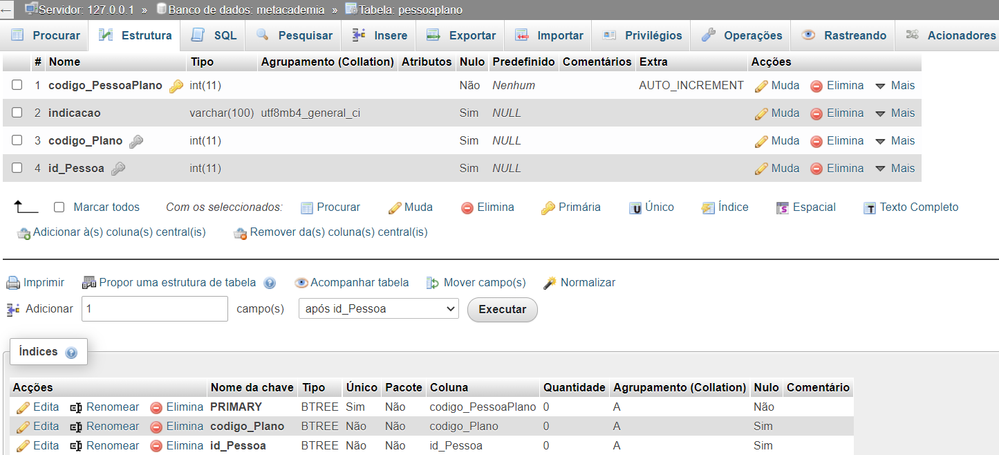 ← Servidor: 127.0.0.1 » Banco de dados: metacademia » Tabela: pessoaplano
Procurar Estrutura SQL Pesquisar Insere Exportar Importar Privilégios Operações Rastreando Acionadores
# Nome Tipo Agrupamento (Collation) Atributos Nulo Predefinido Comentários Extra Acções
1 codigo_PessoaPlano int(11) Não Nenhum AUTO_INCREMENT Muda Elimina Mais
2 indicacao varchar(100) utf8mb4_general_ci Sim NULL Muda Elimina Mais
3 codigo_Plano int(11) Sim NULL Muda Elimina Mais
4 id_Pessoa int(11) Sim NULL Muda Elimina Mais
Marcar todos Com os seleccionados: Procurar Muda Elimina Primária U Único Índice S Espacial T Texto Completo
Adicionar à(s) coluna(s) central(is) Remover da(s) coluna(s) central(is)
Imprimir Propor uma estrutura de tabela ? Acompanhar tabela Mover campo(s) Normalizar
Adicionar 1 campo(s) após id_Pessoa Executar
Índices ?
Acções Nome da chave Tipo Único Pacote Coluna Quantidade Agrupamento (Collation) Nulo Comentário
Edita Renomear Elimina PRIMARY BTREE Sim Não codigo_PessoaPlano 0 A Não
Edita Renomear Elimina codigo_Plano BTREE Não Não codigo_Plano 0 A Sim
Edita Renomear Elimina id_Pessoa BTREE Não Não id_Pessoa 0 A Sim